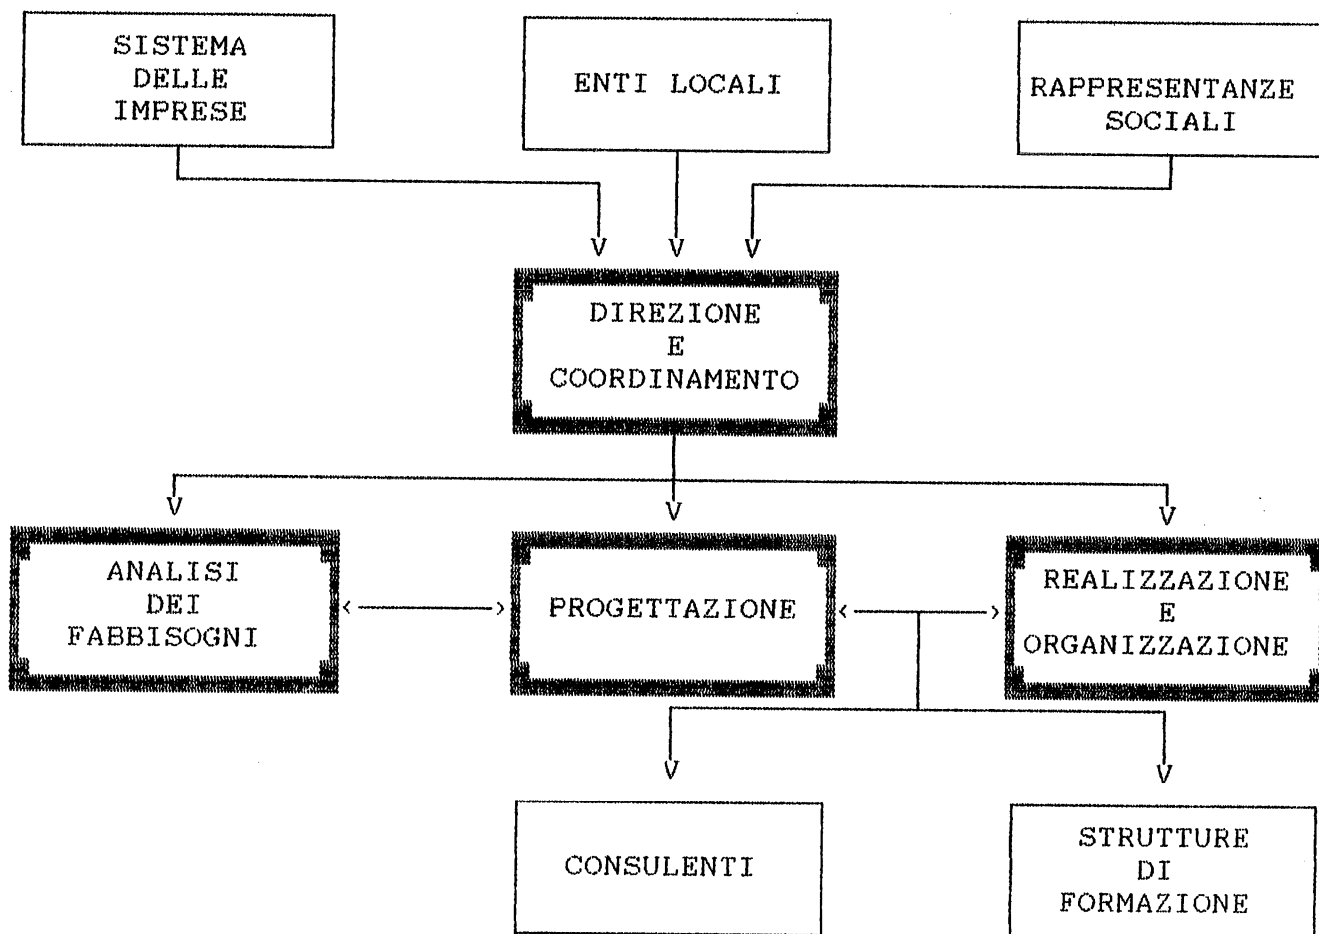 SISTEMA
DELLE
IMPRESE
ENTI LOCALI
RAPPRESENTANZE
SOCIALI
DIREZIONE
E
COORDINAMENTO
ANALISI
DEI
FABBISOGNI
PROGETTAZIONE
REALIZZAZIONE
E
ORGANIZZAZIONE
CONSULENTI
STRUTTURE
DI
FORMAZIONE